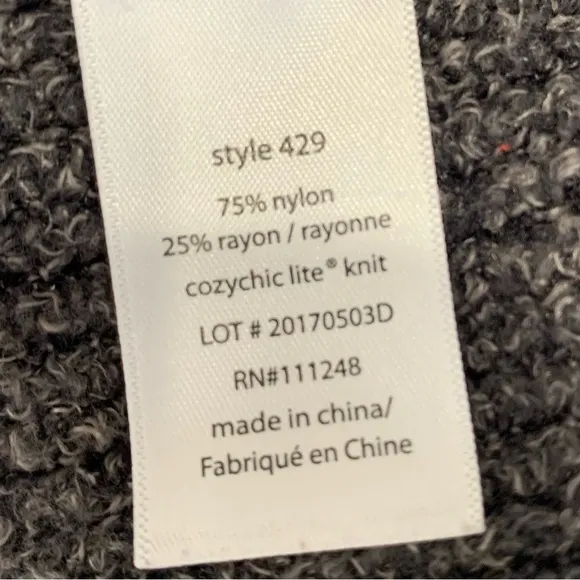 style 429
75% nylon
25% rayon / rayonne
cozychic lite® knit
LOT # 20170503D
RN#111248
made in china/
Fabriqué en Chine